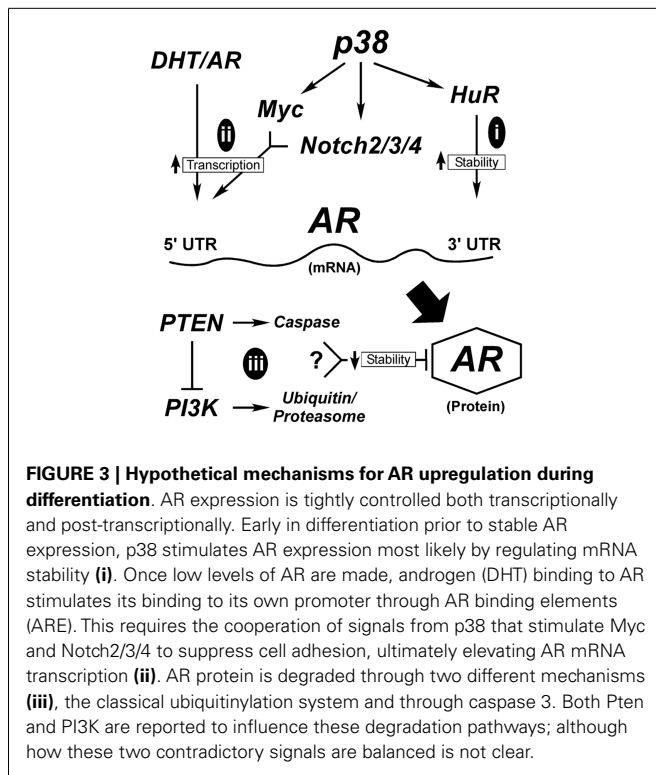 p38
DHT/AR
Myc
HuR
ii
Notch2/3/4
i
Transcription
Stability
AR
5' UTR
3' UTR
(mRNA)
PTEN
Caspase
iii
?
Stability
AR
PI3K
Ubiquitin/
Proteasome
(Protein)
FIGURE 3 | Hypothetical mechanisms for AR upregulation during
differentiation. AR expression is tightly controlled both transcriptionally
and post-transcriptionally. Early in differentiation prior to stable AR
expression, p38 stimulates AR expression most likely by regulating mRNA
stability (i). Once low levels of AR are made, androgen (DHT) binding to AR
stimulates its binding to its own promoter through AR binding elements
(ARE). This requires the cooperation of signals from p38 that stimulate Myc
and Notch2/3/4 to suppress cell adhesion, ultimately elevating AR mRNA
transcription (ii). AR protein is degraded through two different mechanisms
(iii), the classical ubiquitinylation system and through caspase 3. Both Pten
and PI3K are reported to influence these degradation pathways; although
how these two contradictory signals are balanced is not clear.